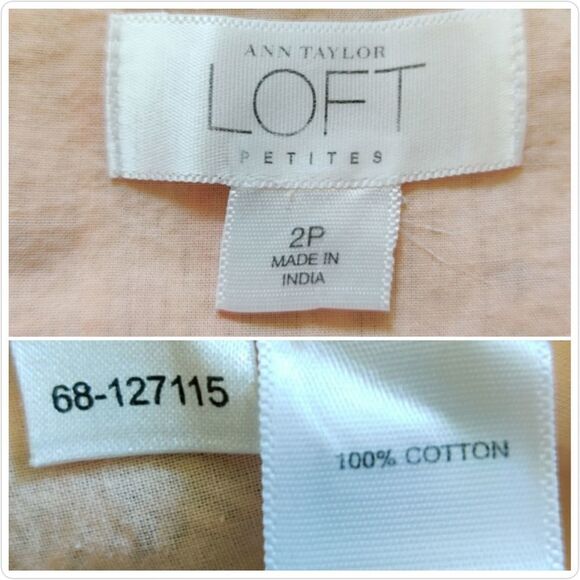 ANN TAYLOR
LOFT
PETITES
2P
MADE IN
INDIA
68-127115
100% COTTON